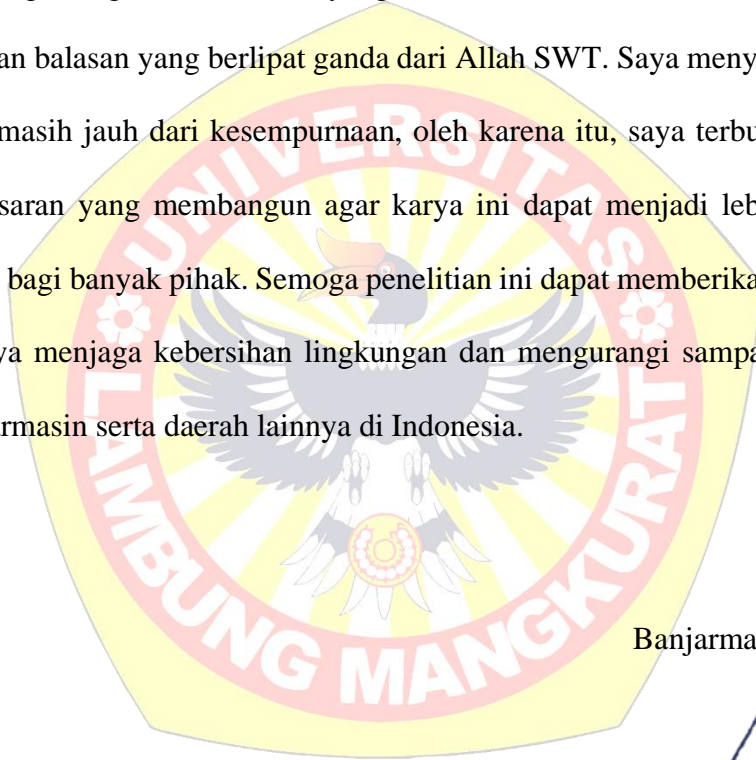 an balasan yang berlipat ganda dari Allah SWT. Saya meny
masih jauh dari kesempurnaan, oleh karena itu, saya terbu
saran yang membangun agar karya ini dapat menjadi leb
bagi banyak pihak. Semoga penelitian ini dapat memberika
ya menjaga kebersihan lingkungan dan mengurangi sampa
rmasin serta daerah lainnya di Indonesia.
Banjarma
UNIVERSITAS
LAMBUNG MANGKURAT